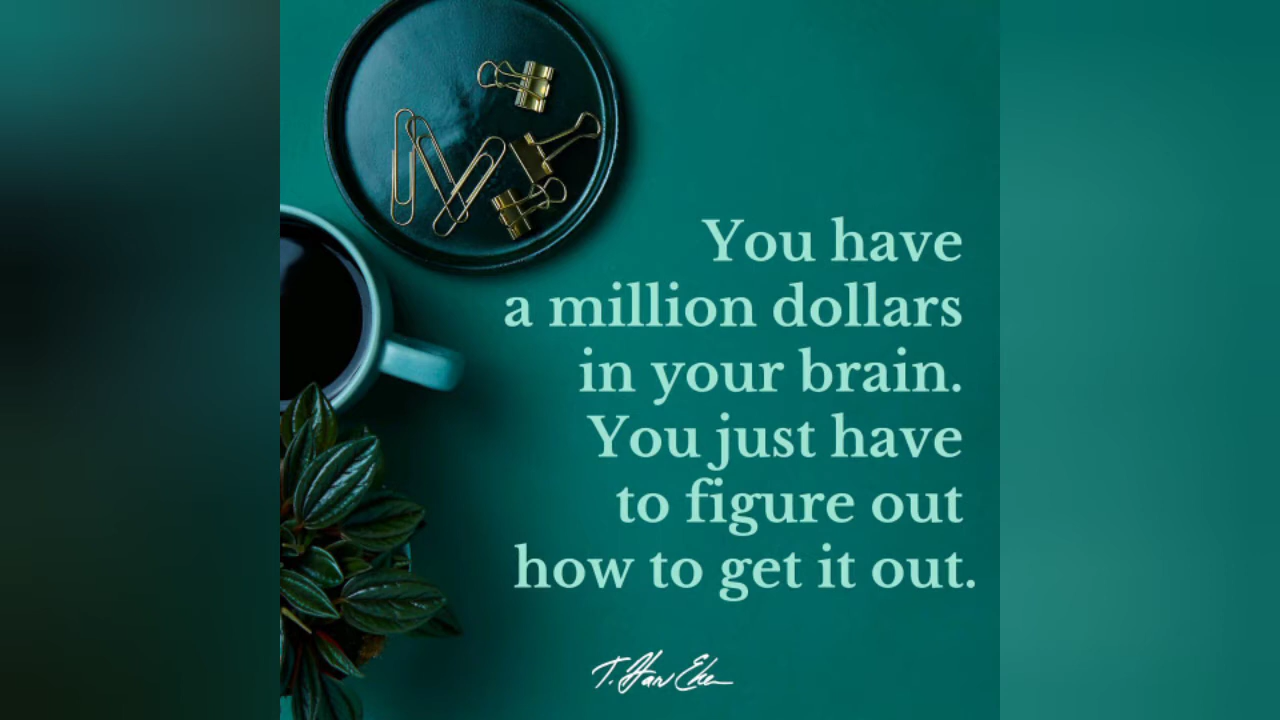 You have
a million dollars
in your brain.
You just have
to figure out
how to get it out.
T. Harv Eker